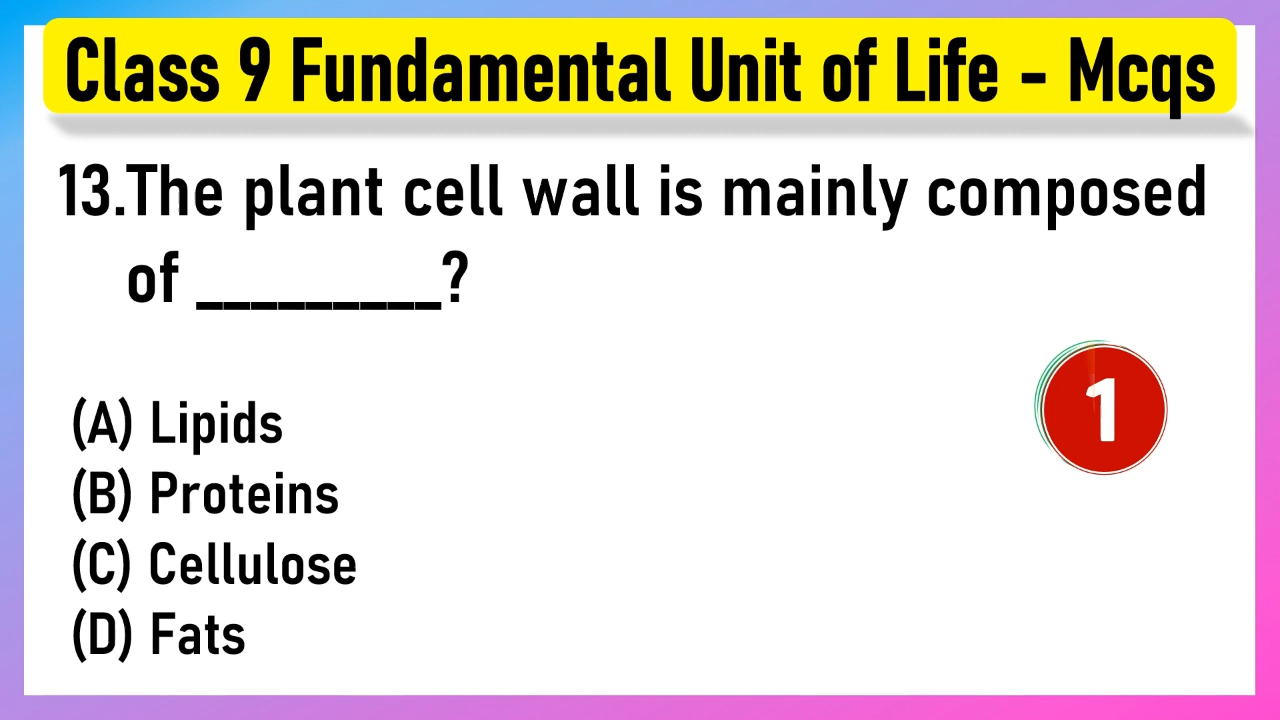 Class 9 Fundamental Unit of Life - Mcqs
13.The plant cell wall is mainly composed
of _________?
(A) Lipids
1
(B) Proteins
(C) Cellulose
(D) Fats